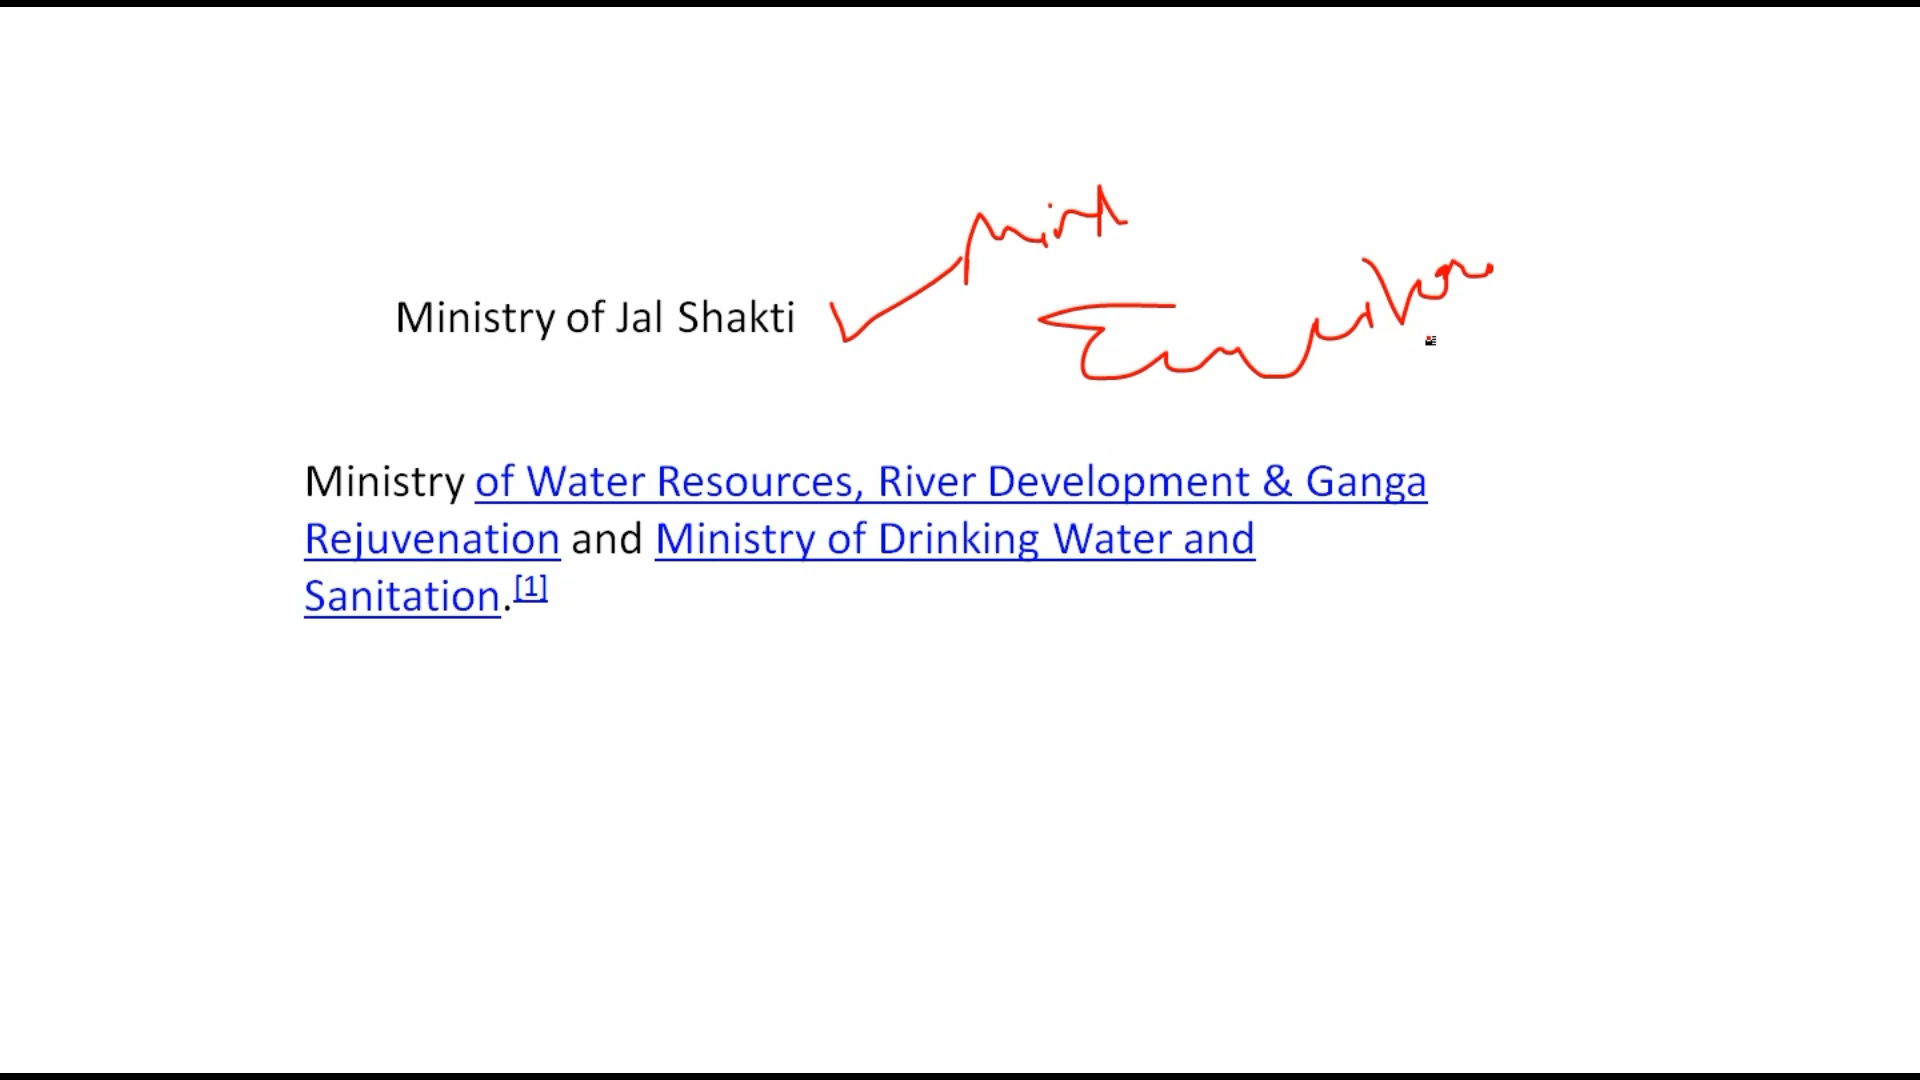 Ministry of Jal Shakti
Ministry of Water Resources, River Development & Ganga
Rejuvenation and Ministry of Drinking Water and
Sanitation.[1]